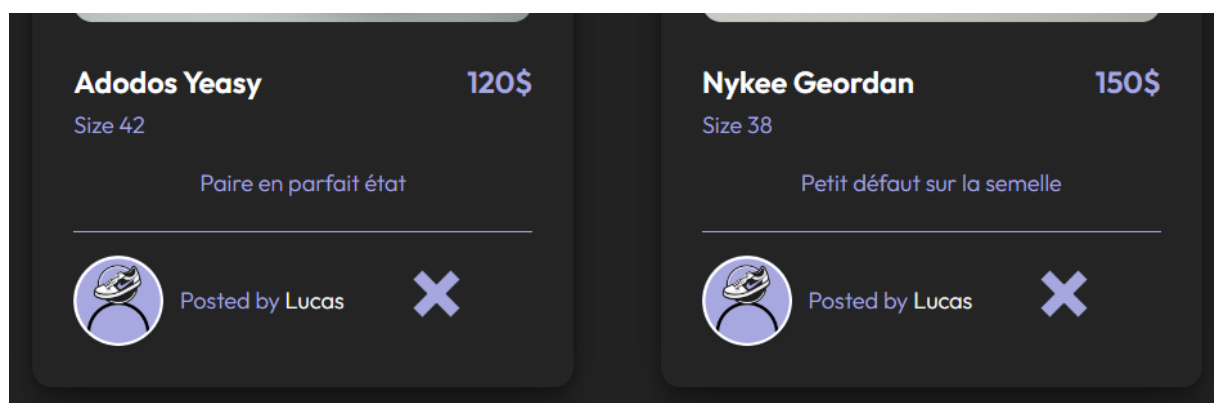 Adodos Yeasy 120$
Size 42
Paire en parfait état
Posted by Lucas
Nykee Geordan 150$
Size 38
Petit défaut sur la semelle
Posted by Lucas